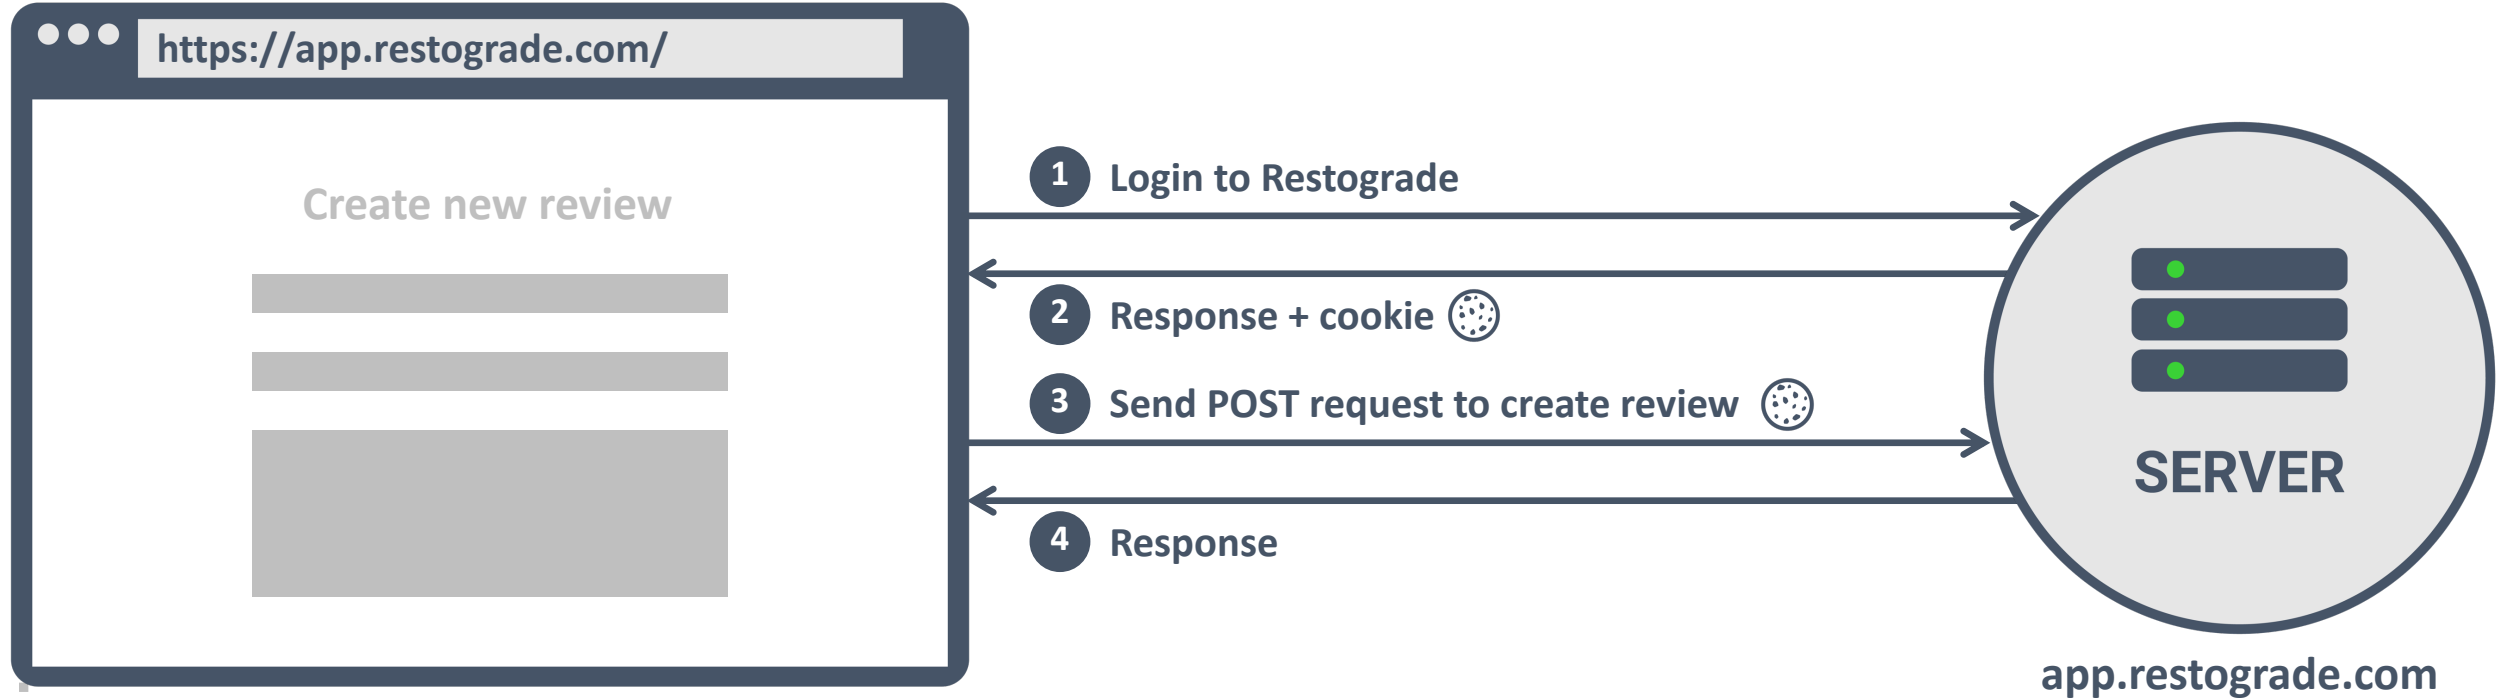 https://app.restograde.com/
Create new review
1 Login to Restograde
2 Response + cookie
3 Send POST request to create review
4 Response
SERVER
app.restograde.com